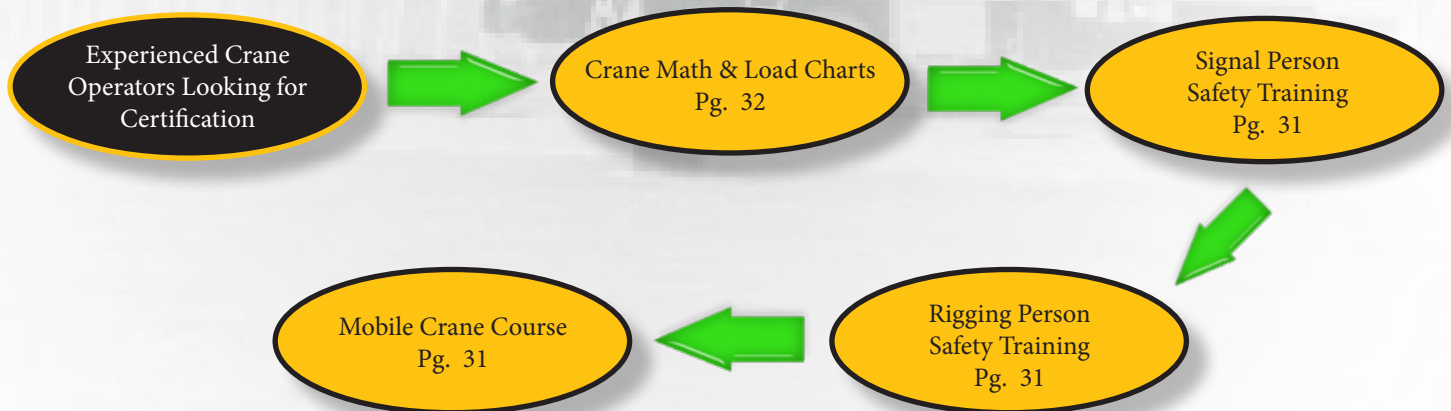 Experienced Crane
Operators Looking for
Certification
Crane Math & Load Charts
Pg. 32
Signal Person
Safety Training
Pg. 31
Rigging Person
Safety Training
Pg. 31
Mobile Crane Course
Pg. 31